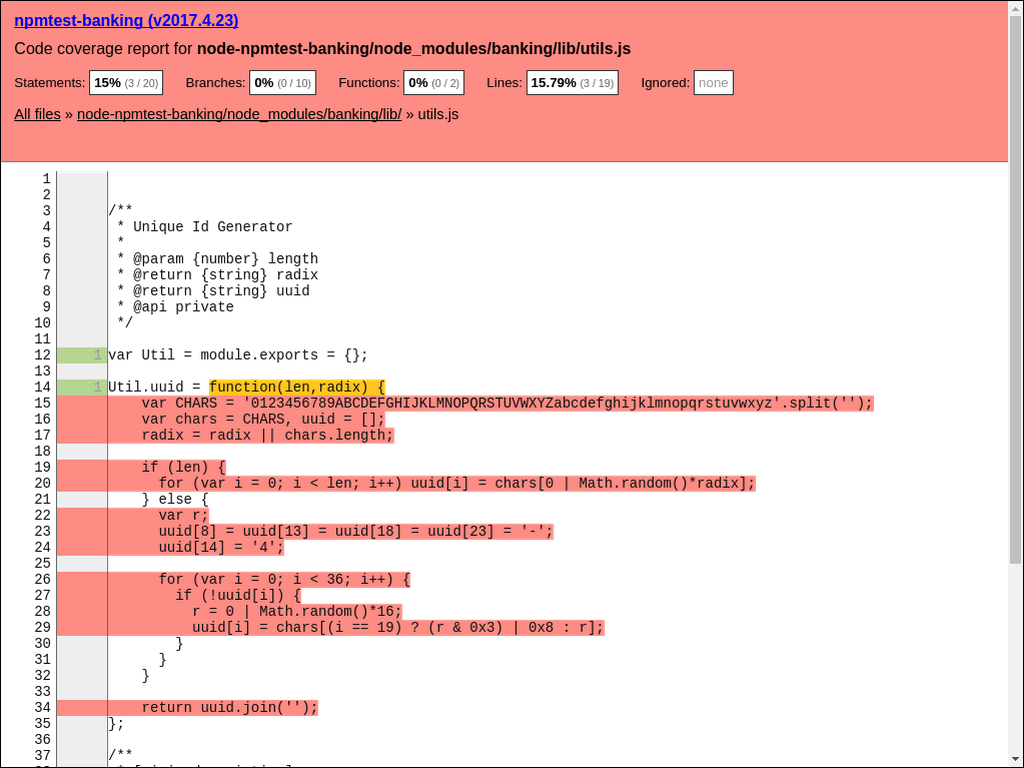 npmtest-banking (v2017.4.23)
Code coverage report for node-npmtest-banking/node_modules/banking/lib/utils.js
Statements: 15% (3 / 20) Branches: 0% (0 / 10) Functions: 0% (0 / 2) Lines: 15.79% (3 / 19) Ignored: none
All files » node-npmtest-banking/node_modules/banking/lib/ » utils.js
1
2
3 /**
4  * Unique Id Generator
5  *
6  * @param {number} length
7  * @return {string} radix
8  * @return {string} uuid
9  * @api private
10  */
11
12 1 var Util = module.exports = {};
13
14 1 Util.uuid = function(len,radix) {
15     var CHARS = '0123456789ABCDEFGHIJKLMNOPQRSTUVWXYZabcdefghijklmnopqrstuvwxyz'.split('');
16     var chars = CHARS, uuid = [];
17     radix = radix || chars.length;
18
19     if (len) {
20       for (var i = 0; i < len; i++) uuid[i] = chars[0 | Math.random()*radix];
21     } else {
22       var r;
23       uuid[8] = uuid[13] = uuid[18] = uuid[23] = '-';
24       uuid[14] = '4';
25
26       for (var i = 0; i < 36; i++) {
27         if (!uuid[i]) {
28           r = 0 | Math.random()*16;
29           uuid[i] = chars[(i == 19) ? (r & 0x3) | 0x8 : r];
30         }
31       }
32     }
33
34     return uuid.join('');
35 };
36
37 /**